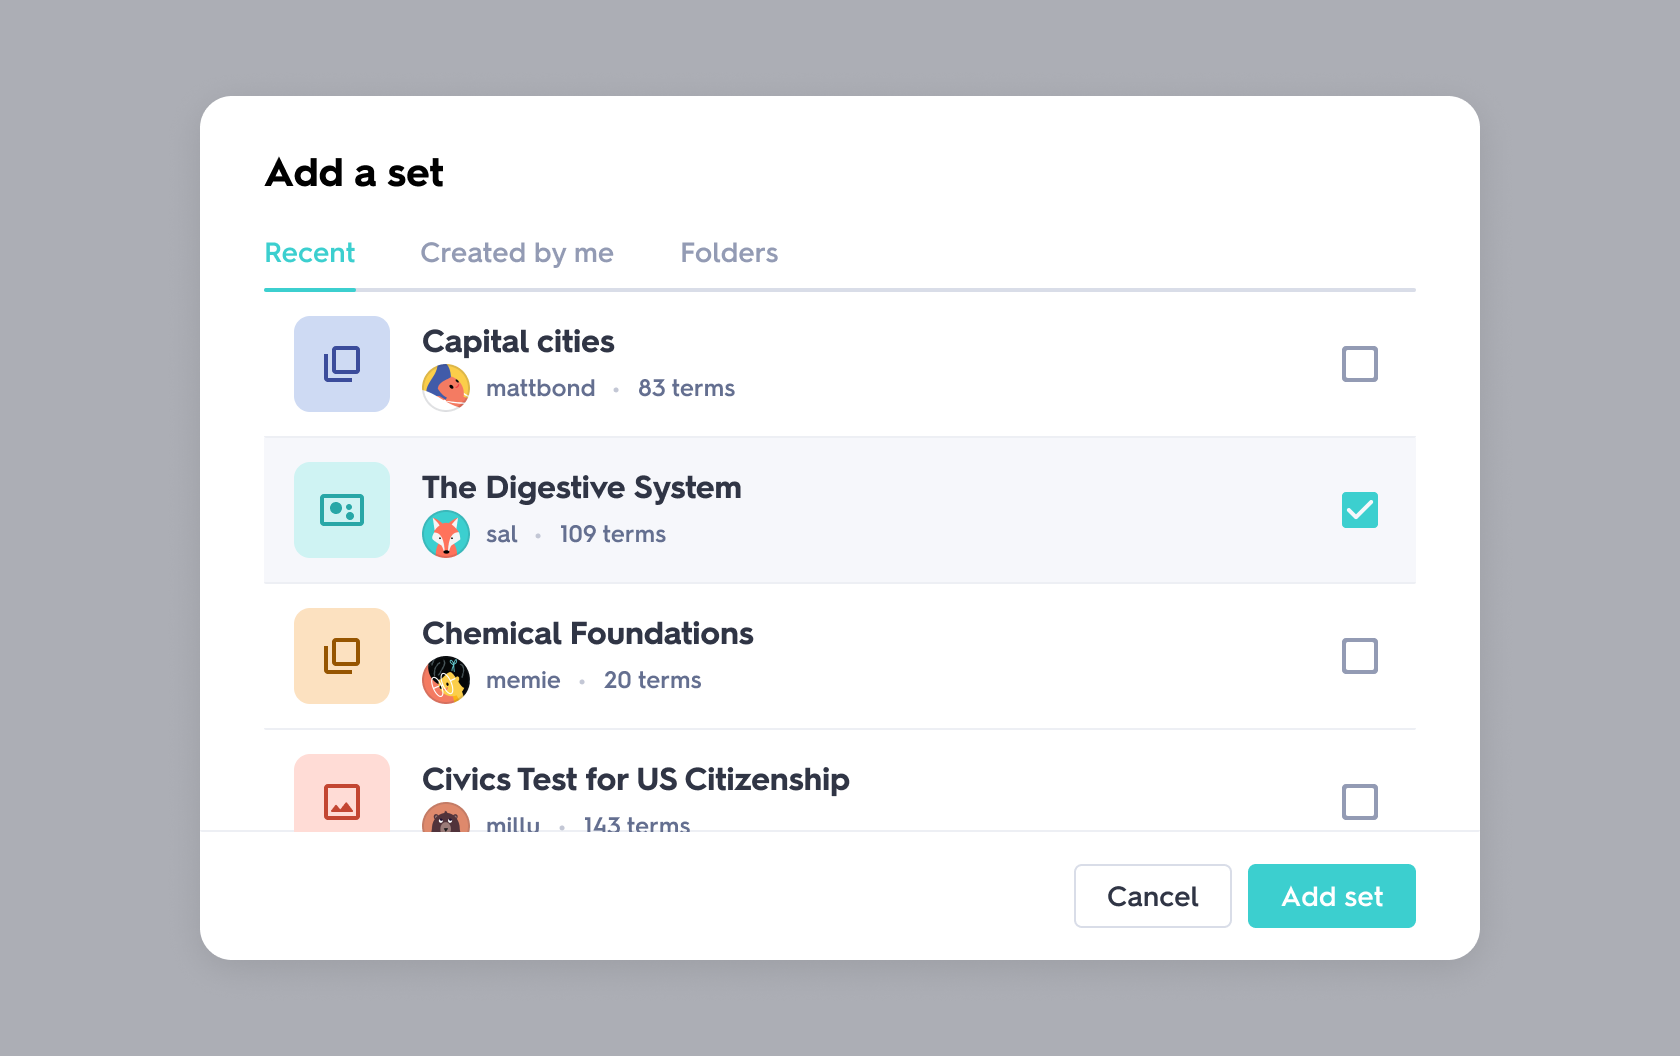 Add a set
Recent Created by me Folders
Capital cities
mattbond • 83 terms
The Digestive System
sal • 109 terms
Chemical Foundations
memie • 20 terms
Civics Test for US Citizenship
milly • 143 terms
Cancel Add set